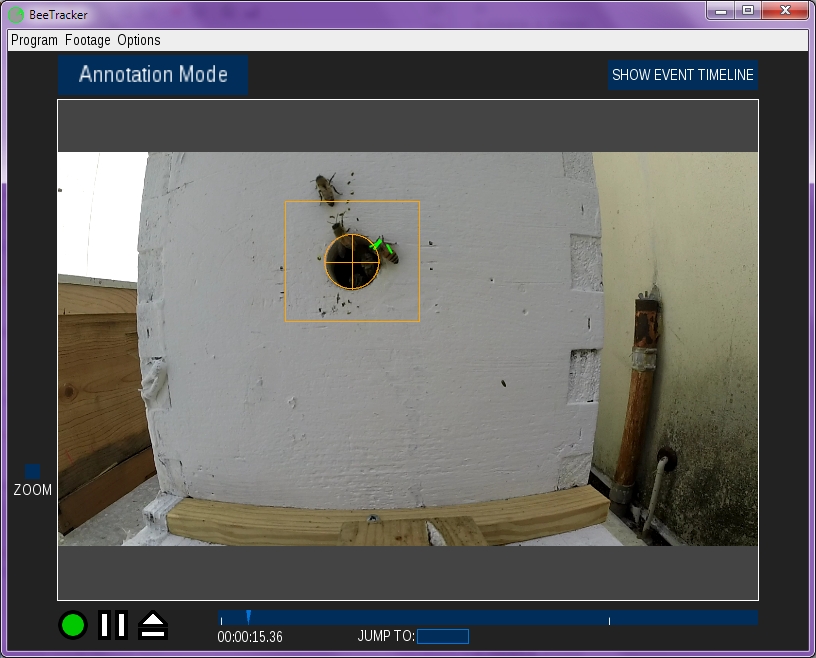 BeeTracker
Program Footage Options
Annotation Mode
SHOW EVENT TIMELINE
ZOOM
00:00:15.36
JUMP TO: